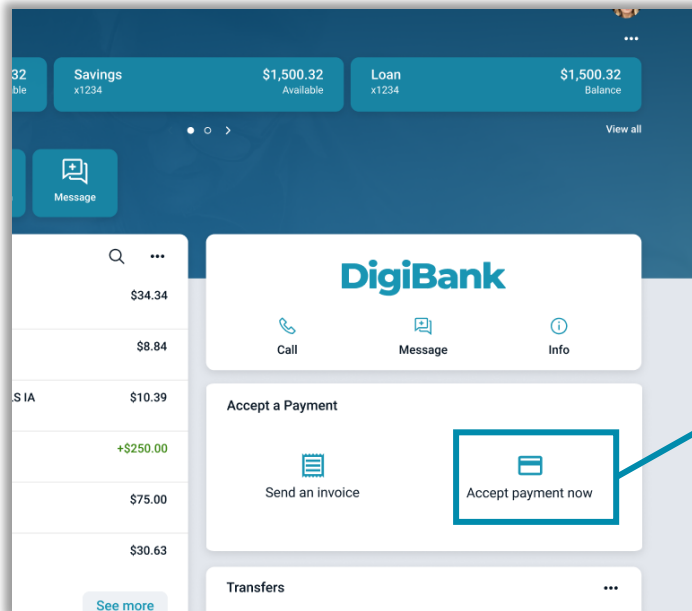 32 Savings $1,500.32 Loan $1,500.32
ble x1234 Available x1234 Balance
View all
Message
$34.34
DigiBank
$8.84
Call Message Info
.S IA $10.39
Accept a Payment
+$250.00
Send an invoice Accept payment now
$75.00
$30.63
Transfers
See more